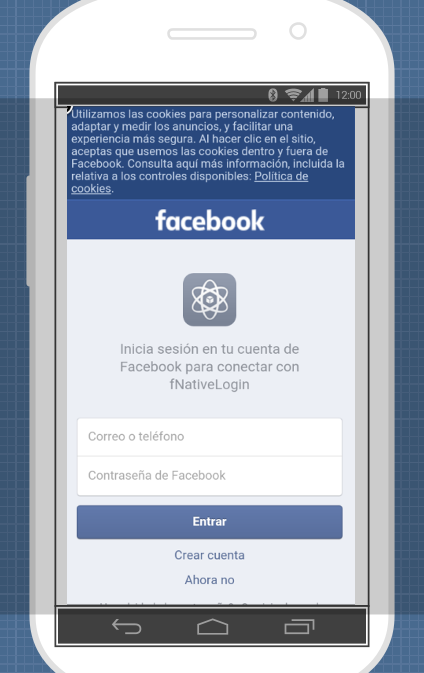 12:00
Utilizamos las cookies para personalizar contenido,
adaptar y medir los anuncios, y facilitar una
experiencia más segura. Al hacer clic en el sitio,
aceptas que usemos las cookies dentro y fuera de
Facebook. Consulta aquí más información, incluida la
relativa a los controles disponibles: Política de
cookies.
facebook
Inicia sesión en tu cuenta de
Facebook para conectar con
fNativeLogin
Correo o teléfono
Contraseña de Facebook
Entrar
Crear cuenta
Ahora no